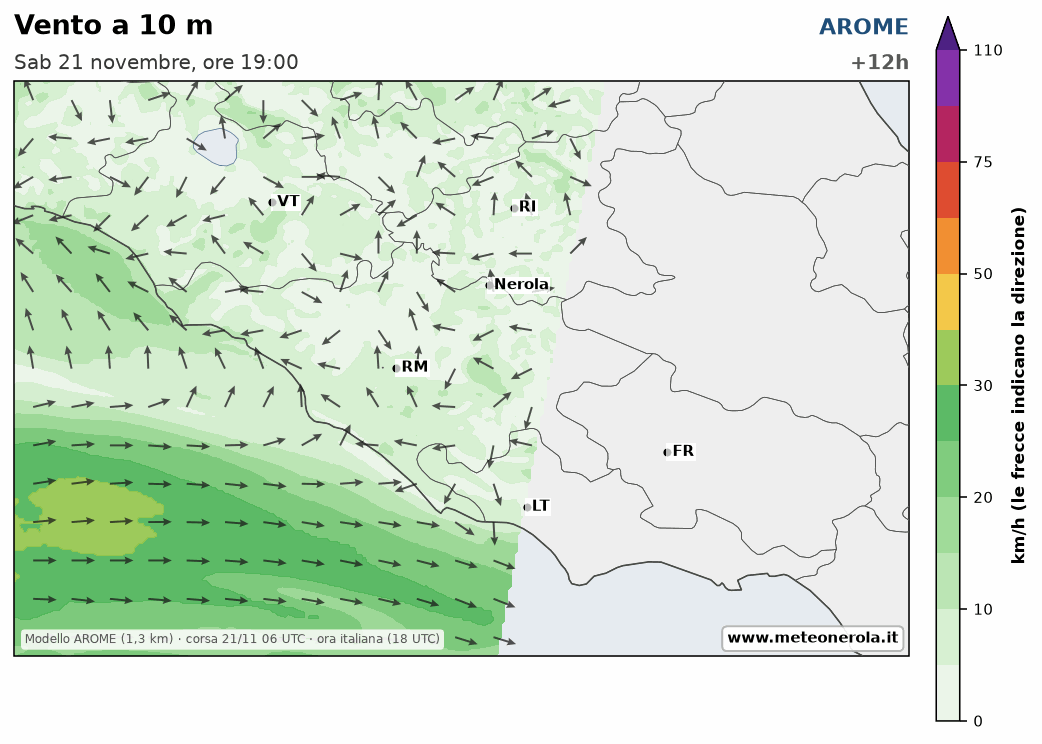 Vento a 10 m
AROME
Sab 21 novembre, ore 19:00
+12h
110
75
50
30
20
10
0
km/h (le frecce indicano la direzione)
VT
RI
Nerola
RM
FR
LT
Modello AROME (1,3 km) · corsa 21/11 06 UTC · ora italiana (18 UTC)
www.meteonerola.it